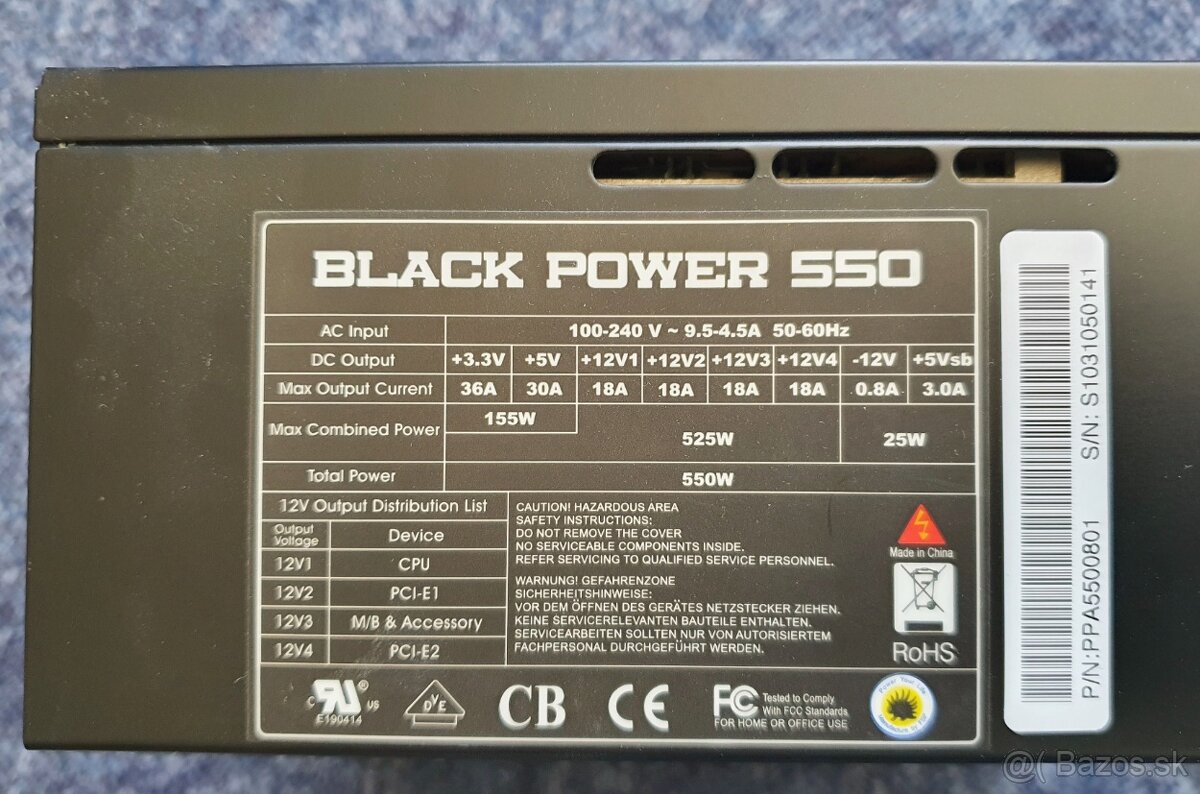 BLACK POWER 550
AC Input 100-240 V ~ 9.5-4.5A 50-60Hz
DC Output +3.3V +5V +12V1 +12V2 +12V3 +12V4 -12V +5Vsb
Max Output Current 36A 30A 18A 18A 18A 18A 0.8A 3.0A
Max Combined Power 155W 525W 25W
Total Power 550W
12V Output Distribution List
Output Voltage Device
12V1 CPU
12V2 PCI-E1
12V3 M/B & Accessory
12V4 PCI-E2
CAUTION! HAZARDOUS AREA
SAFETY INSTRUCTIONS:
DO NOT REMOVE THE COVER
NO SERVICEABLE COMPONENTS INSIDE.
REFER SERVICING TO QUALIFIED SERVICE PERSONNEL.
WARNUNG! GEFAHRENZONE
SICHERHEITSHINWEISE:
VOR DEM ÖFFNEN DES GERÄTES NETZSTECKER ZIEHEN.
KEINE SERVICERELEVANTEN BAUTEILE ENTHALTEN.
SERVICEARBEITEN SOLLTEN NUR VON AUTORISIERTEM
FACHPERSONAL DURCHGEFÜHRT WERDEN.
Made in China
RoHS
c RU ® US
E190414
DVE
CB
CE
FC Tested to Comply
With FCC Standards
FOR HOME OR OFFICE USE
Power Your Life
S/N: S1031050141
P/N:PPA5500801
@( Bazos.sk